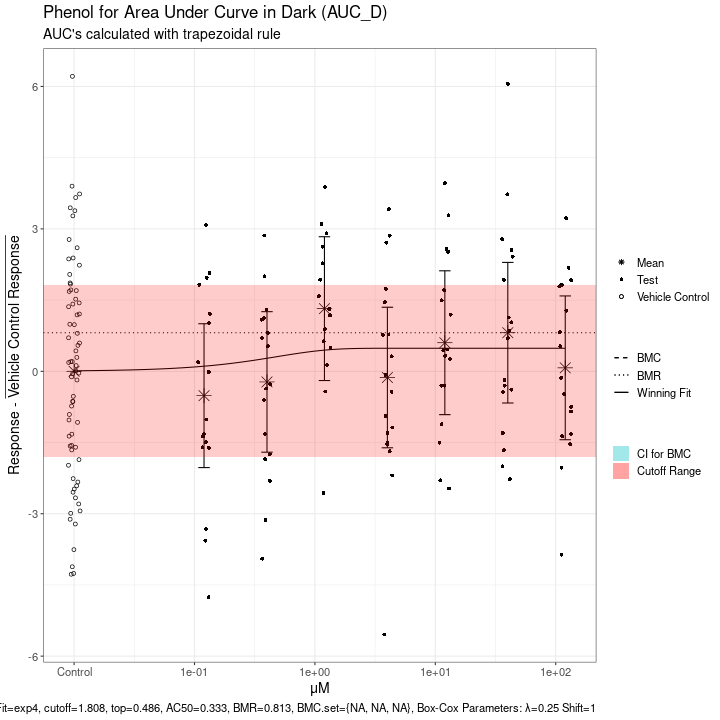 Phenol for Area Under Curve in Dark (AUC_D)
AUC's calculated with trapezoidal rule
Response - Vehicle Control Response
6
3
0
-3
-6
Control
1e-01
1e+00
1e+01
1e+02
µM
Mean
Test
Vehicle Control
BMC
BMR
Winning Fit
CI for BMC
Cutoff Range
Fit=exp4, cutoff=1.808, top=0.486, AC50=0.333, BMR=0.813, BMC.set={NA, NA, NA}, Box-Cox Parameters: λ=0.25 Shift=1